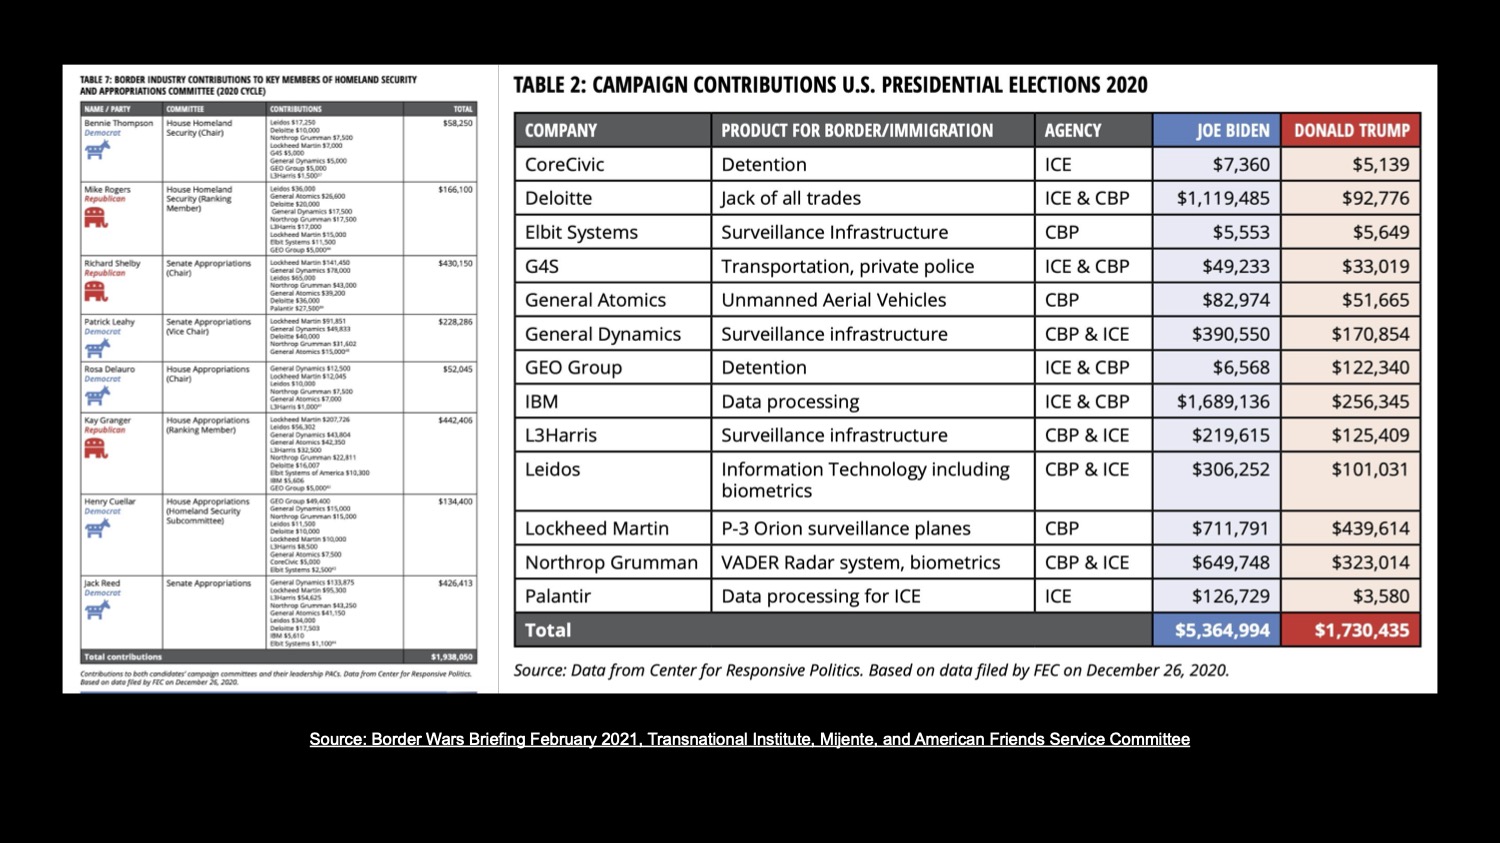 TABLE 7: BORDER INDUSTRY CONTRIBUTIONS TO KEY MEMBERS OF HOMELAND SECURITY
AND APPROPRIATIONS COMMITTEE (2020 CYCLE)
NAME / PARTY COMMITTEE CONTRIBUTIONS TOTAL
Bennie Thompson House Homeland Leidos $17,250 $58,250
Democrat Security (Chair) Deloitte $10,000
Northrop Grumman $7,500
Lockheed Martin $7,000
G4S $5,000
General Dynamics $5,000
GEO Group $5,000
L3Harris $1,500
Mike Rogers House Homeland Leidos $36,000 $166,100
Republican Security (Ranking General Atomics $26,600
Member) Deloitte $20,000
General Dynamics $17,500
Northrop Grumman $17,500
L3Harris $17,000
Lockheed Martin $15,000
Elbit Systems $11,500
GEO Group $5,000
Richard Shelby Senate Appropriations Lockheed Martin $141,450 $430,150
Republican (Chair) General Dynamics $78,000
Leidos $65,000
Northrop Grumman $43,000
General Atomics $39,200
Deloitte $36,000
Palantir $27,500
Patrick Leahy Senate Appropriations Lockheed Martin $91,851 $228,286
Democrat (Vice Chair) General Dynamics $49,833
Deloitte $40,000
Northrop Grumman $31,602
General Atomics $15,000
Rosa Delauro House Appropriations General Dynamics $12,500 $52,045
Democrat (Chair) Lockheed Martin $12,045
Leidos $10,000
Northrop Grumman $7,500
General Atomics $7,000
L3Harris $1,000
Kay Granger House Appropriations Lockheed Martin $207,726 $442,406
Republican (Ranking Member) Leidos $56,302
General Dynamics $43,804
General Atomics $42,350
L3Harris $32,500
Northrop Grumman $22,811
Deloitte $16,007
Elbit Systems of America $10,300
IBM $5,606
GEO Group $5,000
Henry Cuellar House Appropriations GEO Group $49,400 $134,400
Democrat (Homeland Security General Dynamics $15,000
Subcommittee) Northrop Grumman $15,000
Leidos $11,500
Deloitte $10,000
Lockheed Martin $10,000
L3Harris $8,500
General Atomics $7,500
CoreCivic $5,000
Elbit Systems $2,500
Jack Reed Senate Appropriations General Dynamics $133,875 $426,413
Democrat Lockheed Martin $95,300
L3Harris $54,625
Northrop Grumman $43,250
General Atomics $41,150
Leidos $34,000
Deloitte $17,503
IBM $5,610
Elbit Systems $1,100
Total contributions $1,938,050
Contributions to both candidates' campaign committees and their leadership PACs. Data from Center for Responsive Politics.
Based on data filed by FEC on December 26, 2020.
TABLE 2: CAMPAIGN CONTRIBUTIONS U.S. PRESIDENTIAL ELECTIONS 2020
COMPANY PRODUCT FOR BORDER/IMMIGRATION AGENCY JOE BIDEN DONALD TRUMP
CoreCivic Detention ICE $7,360 $5,139
Deloitte Jack of all trades ICE & CBP $1,119,485 $92,776
Elbit Systems Surveillance Infrastructure CBP $5,553 $5,649
G4S Transportation, private police ICE & CBP $49,233 $33,019
General Atomics Unmanned Aerial Vehicles CBP $82,974 $51,665
General Dynamics Surveillance infrastructure CBP & ICE $390,550 $170,854
GEO Group Detention ICE & CBP $6,568 $122,340
IBM Data processing ICE & CBP $1,689,136 $256,345
L3Harris Surveillance infrastructure CBP & ICE $219,615 $125,409
Leidos Information Technology including CBP & ICE $306,252 $101,031
biometrics
Lockheed Martin P-3 Orion surveillance planes CBP $711,791 $439,614
Northrop Grumman VADER Radar system, biometrics CBP & ICE $649,748 $323,014
Palantir Data processing for ICE ICE $126,729 $3,580
Total $5,364,994 $1,730,435
Source: Data from Center for Responsive Politics. Based on data filed by FEC on December 26, 2020.
Source: Border Wars Briefing February 2021, Transnational Institute, Mijente, and American Friends Service Committee